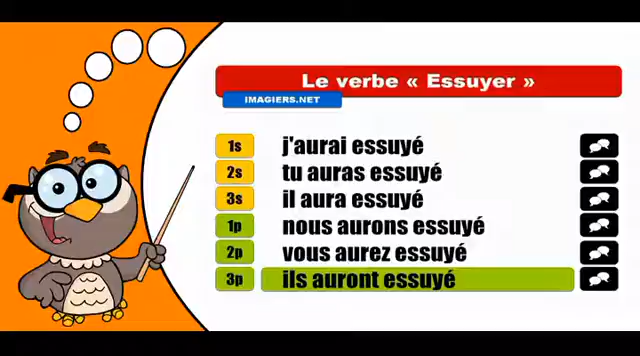 Le verbe « Essuyer »
IMAGIERS.NET
1s j'aurai essuyé
2s tu auras essuyé
3s il aura essuyé
1p nous aurons essuyé
2p vous aurez essuyé
3p ils auront essuyé